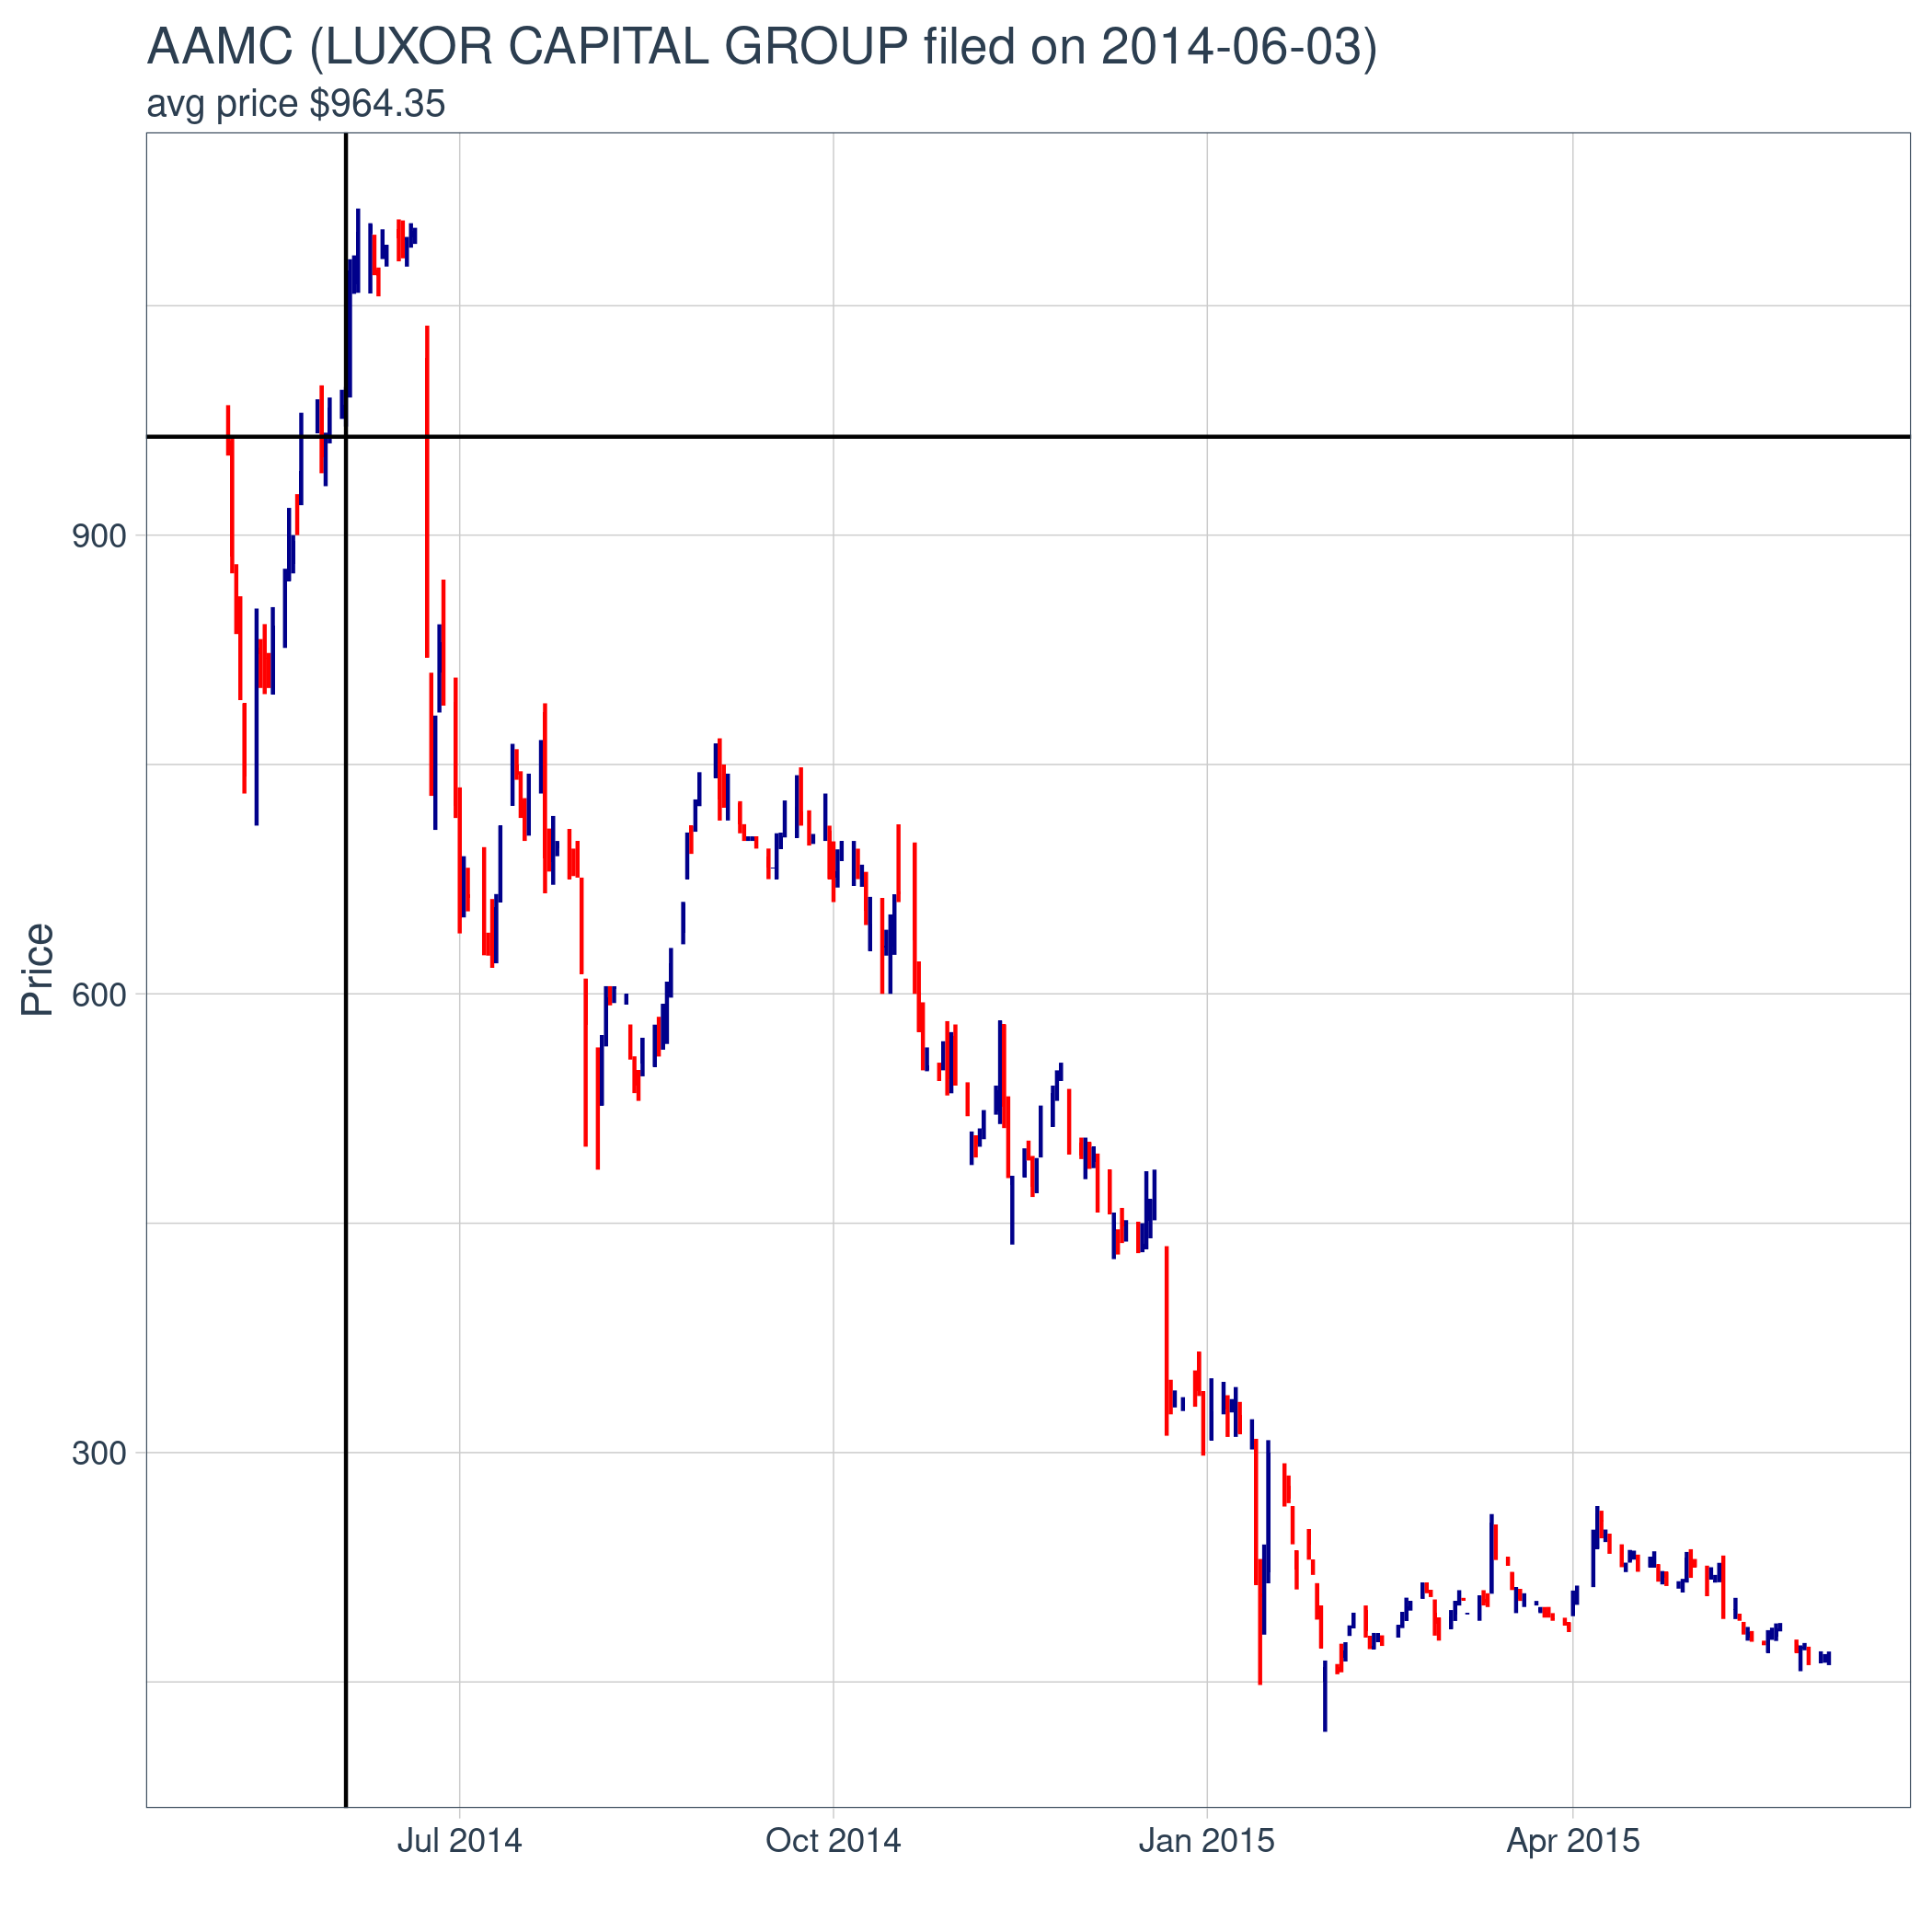 AAMC (LUXOR CAPITAL GROUP filed on 2014-06-03)
avg price $964.35
900
600
300
Price
Jul 2014
Oct 2014
Jan 2015
Apr 2015